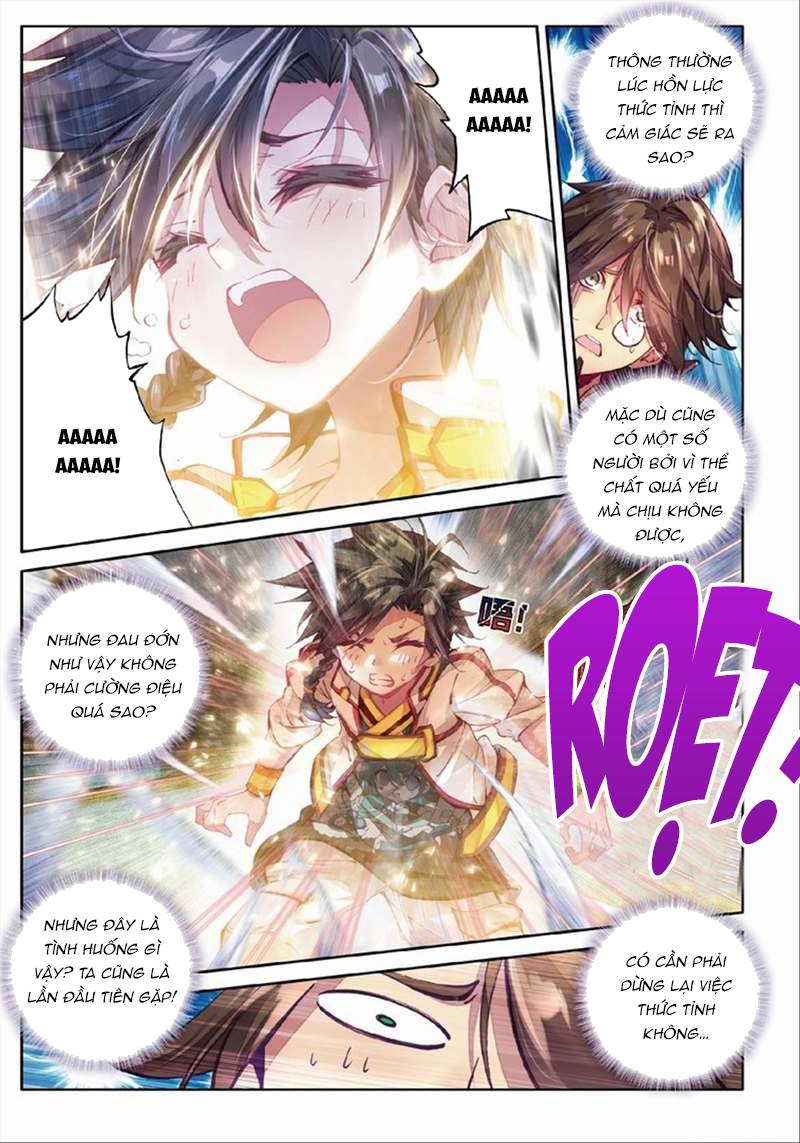 THÔNG THƯỜNG
LÚC HỒN LỰC
THỨC TỈNH THÌ
CẢM GIÁC SẼ RA
SAO?
AAAAA
AAAAA!
AAAAA
AAAAA!
MẶC DÙ CŨNG
CÓ MỘT SỐ
NGƯỜI BỞI VÌ THỂ
CHẤT QUÁ YẾU
MÀ CHỊU KHÔNG
ĐƯỢC,
唔!
ROẸT!
NHƯNG ĐAU ĐỚN
NHƯ VẬY KHÔNG
PHẢI CƯỜNG ĐIỆU
QUÁ SAO?
NHƯNG ĐÂY LÀ
TÌNH HUỐNG GÌ
VẬY? TA CŨNG LÀ
LẦN ĐẦU TIÊN GẶP!
CÓ CẦN PHẢI
DỪNG LẠI VIỆC
THỨC TỈNH
KHÔNG...